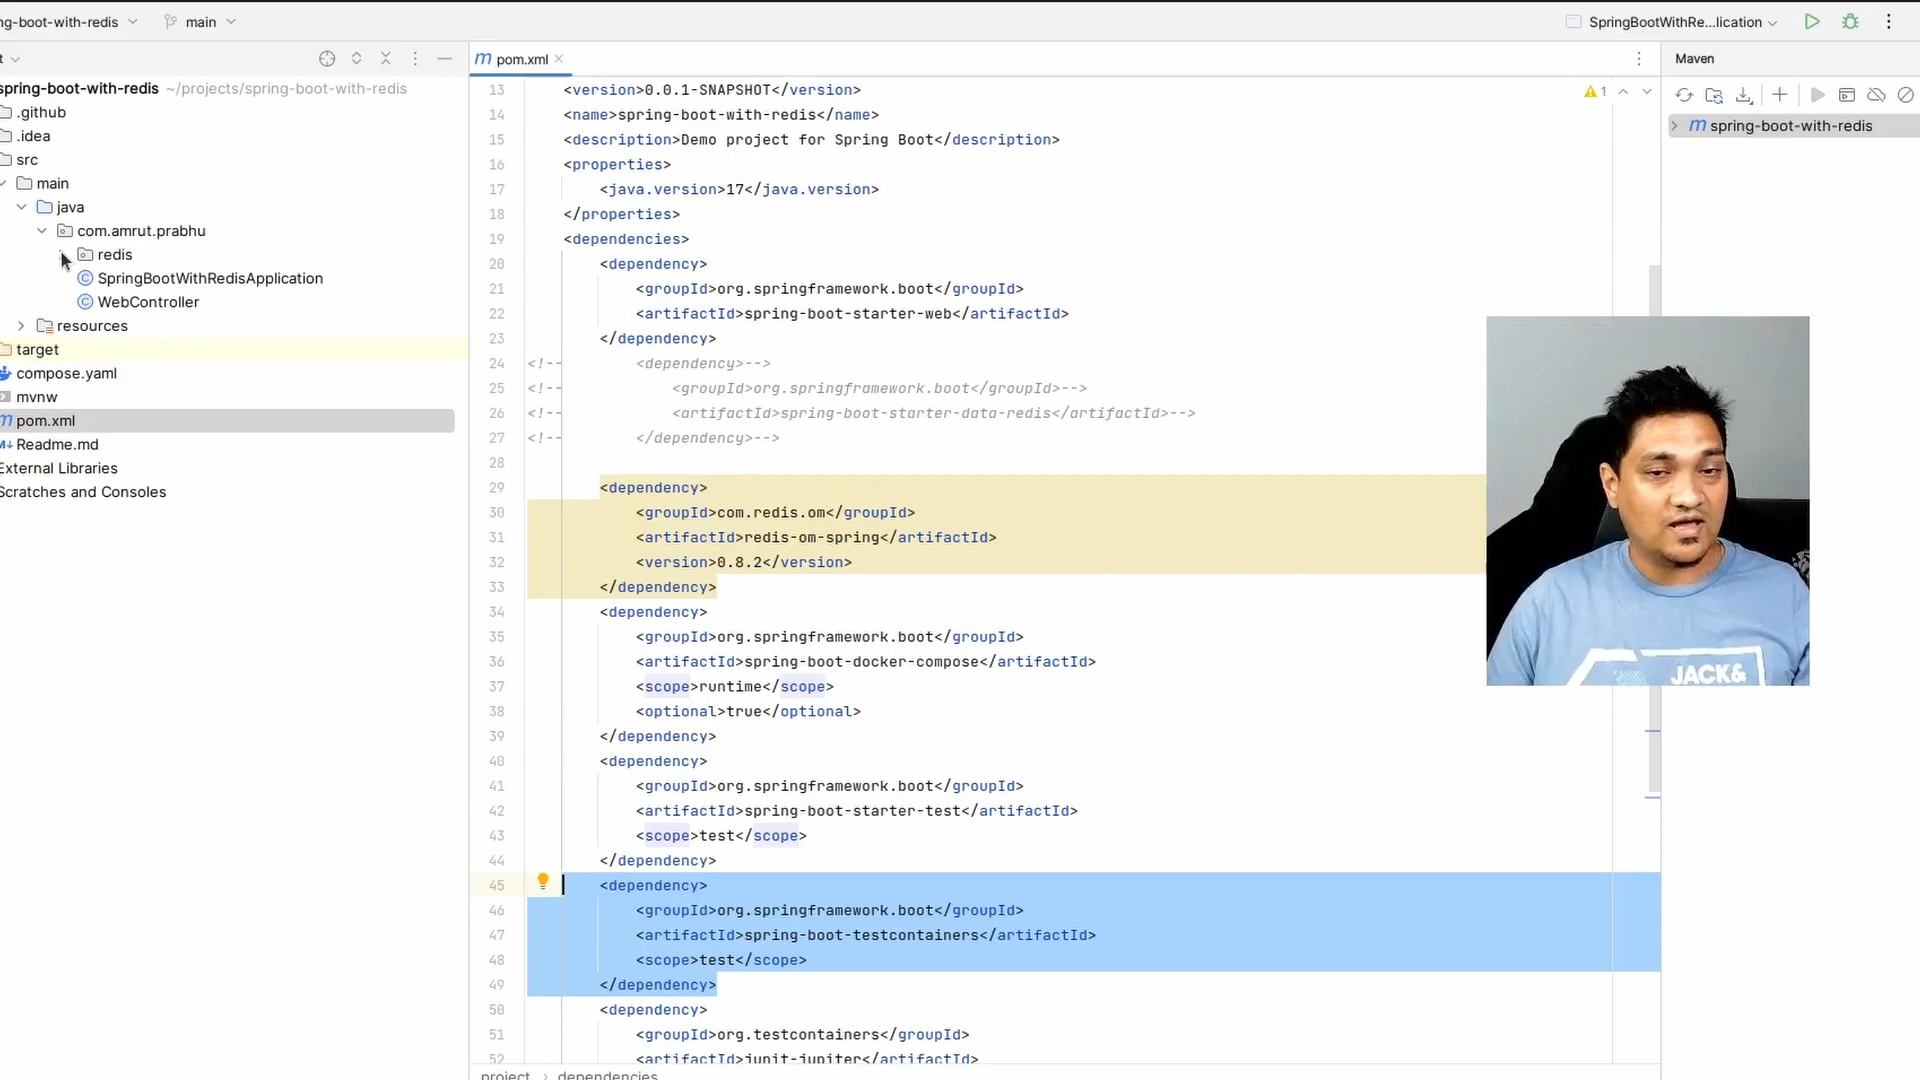 ng-boot-with-redis
main
SpringBootWithRe...lication
t
spring-boot-with-redis ~/projects/spring-boot-with-redis
.github
.idea
src
main
java
com.amrut.prabhu
redis
SpringBootWithRedisApplication
WebController
resources
target
compose.yaml
mvnw
pom.xml
Readme.md
External Libraries
Scratches and Consoles
pom.xml
1
13 <version>0.0.1-SNAPSHOT</version>
14 <name>spring-boot-with-redis</name>
15 <description>Demo project for Spring Boot</description>
16 <properties>
17 <java.version>17</java.version>
18 </properties>
19 <dependencies>
20 <dependency>
21 <groupId>org.springframework.boot</groupId>
22 <artifactId>spring-boot-starter-web</artifactId>
23 </dependency>
24 <!-- <dependency>-->
25 <!-- <groupId>org.springframework.boot</groupId>-->
26 <!-- <artifactId>spring-boot-starter-data-redis</artifactId>-->
27 <!-- </dependency>-->
28
29 <dependency>
30 <groupId>com.redis.om</groupId>
31 <artifactId>redis-om-spring</artifactId>
32 <version>0.8.2</version>
33 </dependency>
34 <dependency>
35 <groupId>org.springframework.boot</groupId>
36 <artifactId>spring-boot-docker-compose</artifactId>
37 <scope>runtime</scope>
38 <optional>true</optional>
39 </dependency>
40 <dependency>
41 <groupId>org.springframework.boot</groupId>
42 <artifactId>spring-boot-starter-test</artifactId>
43 <scope>test</scope>
44 </dependency>
45 <dependency>
46 <groupId>org.springframework.boot</groupId>
47 <artifactId>spring-boot-testcontainers</artifactId>
48 <scope>test</scope>
49 </dependency>
50 <dependency>
51 <groupId>org.testcontainers</groupId>
52 <artifactId>junit-jupiter</artifactId>
project > dependencies
Maven
m spring-boot-with-redis
JACK&